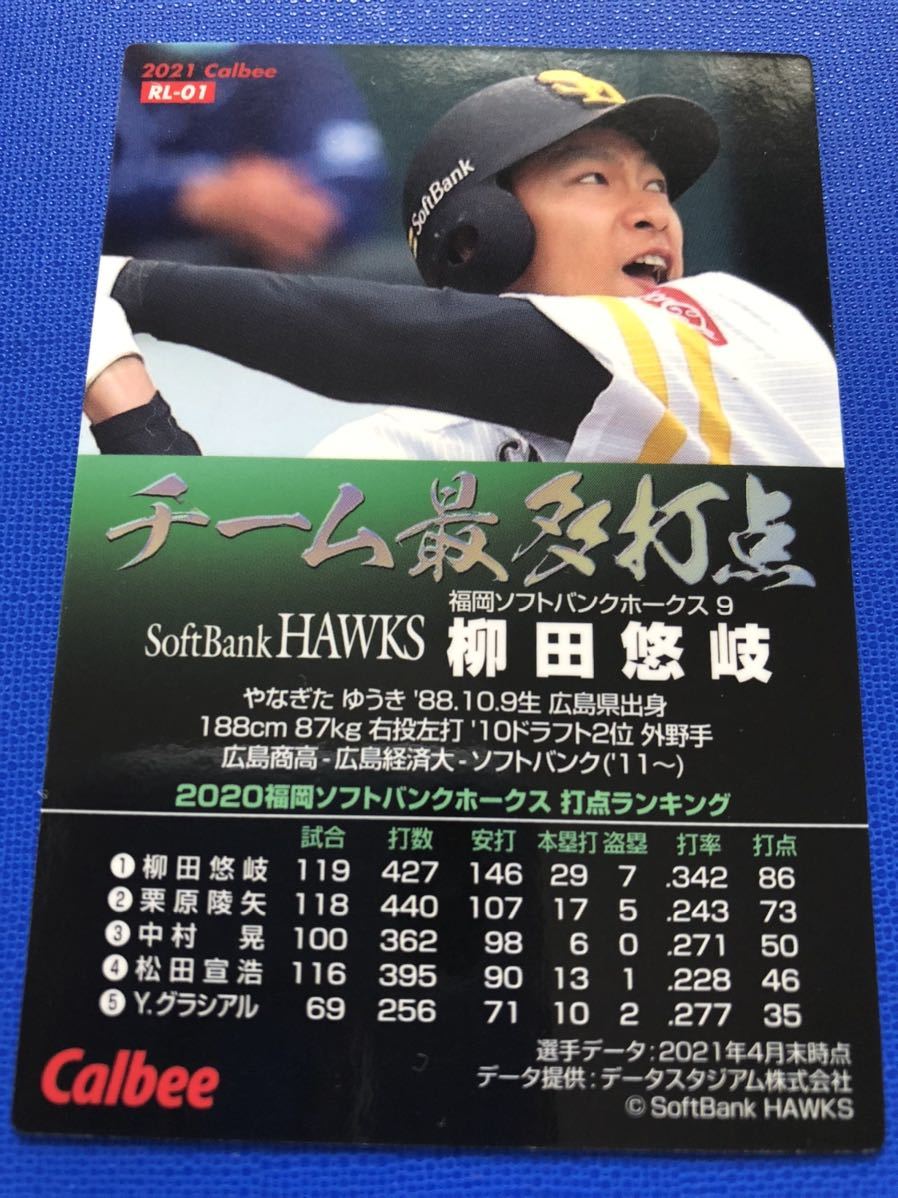 2021 Calbee
RL-01
SoftBank
チーム最多打点
福岡ソフトバンクホークス 9
SoftBank HAWKS 柳田悠岐
やなぎた ゆうき '88.10.9生 広島県出身
188cm 87kg 右投左打 '10ドラフト2位 外野手
広島商高-広島経済大-ソフトバンク('11～)
2020福岡ソフトバンクホークス 打点ランキング
試合 打数 安打 本塁打 盗塁 打率 打点
① 柳田悠岐 119 427 146 29 7 .342 86
② 栗原陵矢 118 440 107 17 5 .243 73
③ 中村 晃 100 362 98 6 0 .271 50
④ 松田宣浩 116 395 90 13 1 .228 46
⑤ Y.グラシアル 69 256 71 10 2 .277 35
選手データ:2021年4月末時点
データ提供:データスタジアム株式会社
© SoftBank HAWKS
Calbee